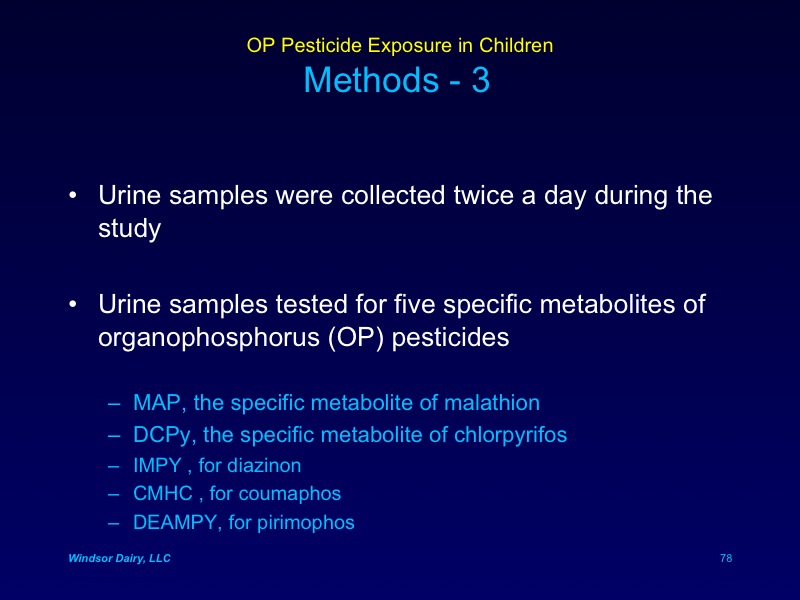 OP Pesticide Exposure in Children
Methods - 3
• Urine samples were collected twice a day during the
study
• Urine samples tested for five specific metabolites of
organophosphorus (OP) pesticides
– MAP, the specific metabolite of malathion
– DCPy, the specific metabolite of chlorpyrifos
– IMPY , for diazinon
– CMHC , for coumaphos
– DEAMPY, for pirimophos
Windsor Dairy, LLC
78